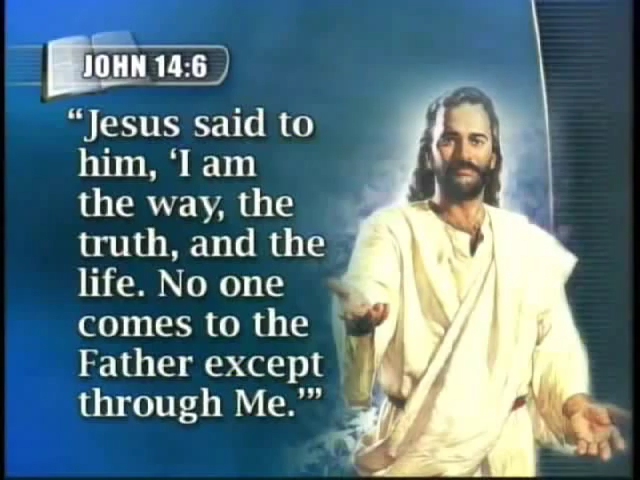 JOHN 14:6
“Jesus said to
him, ‘I am
the way, the
truth, and the
life. No one
comes to the
Father except
through Me.’”